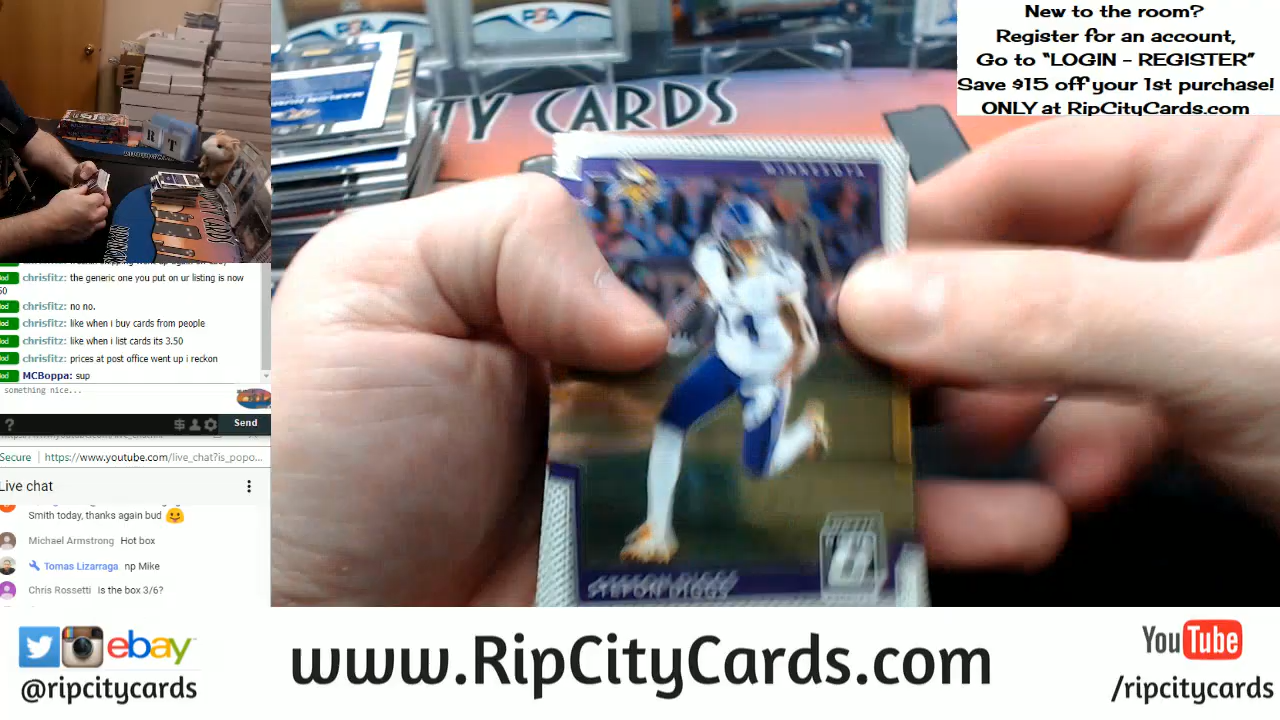 New to the room?
Register for an account,
Go to "LOGIN - REGISTER"
Save $15 off your 1st purchase!
ONLY at RipCityCards.com
PSA
TY CARDS
MINNESOTA
STEFON DIGGS
R
T
chrisfitz: the generic one you put on ur listing is now
50
chrisfitz: no no.
chrisfitz: like when i buy cards from people
chrisfitz: like when i list cards its 3.50
chrisfitz: prices at post office went up i reckon
MCBoppa: sup
something nice...
?
$
Send
Secure
https://www.youtube.com/live_chat?is_popo...
Live chat
Smith today, thanks again bud
Michael Armstrong Hot box
Tomas Lizarraga np Mike
Chris Rossetti Is the box 3/6?
ebay
@ripcitycards
www.RipCityCards.com
YouTube
/ripcitycards